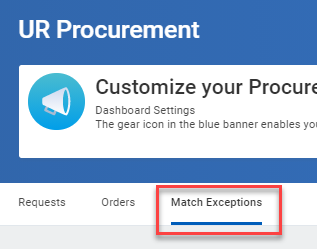 UR Procurement
Customize your Procure
Dashboard Settings
The gear icon in the blue banner enables you
Requests Orders Match Exceptions